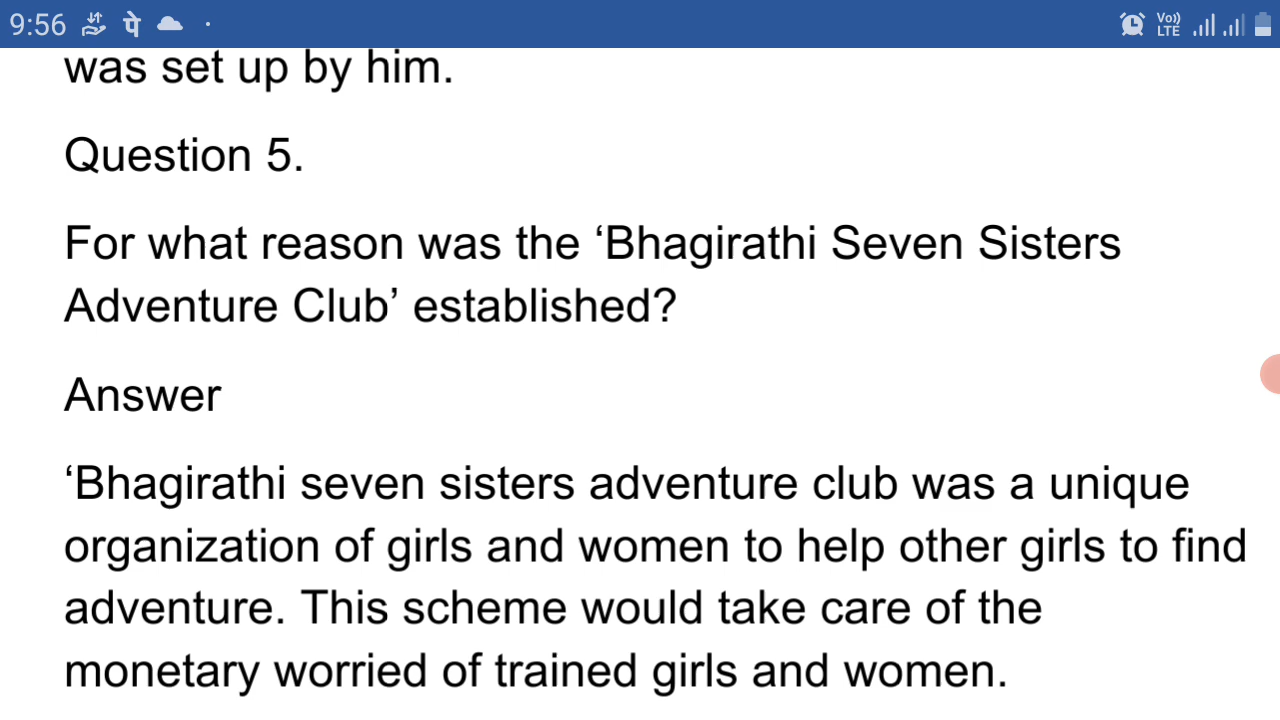 9:56 पे · Vo)) LTE
was set up by him.
Question 5.
For what reason was the ‘Bhagirathi Seven Sisters
Adventure Club’ established?
Answer
‘Bhagirathi seven sisters adventure club was a unique
organization of girls and women to help other girls to find
adventure. This scheme would take care of the
monetary worried of trained girls and women.